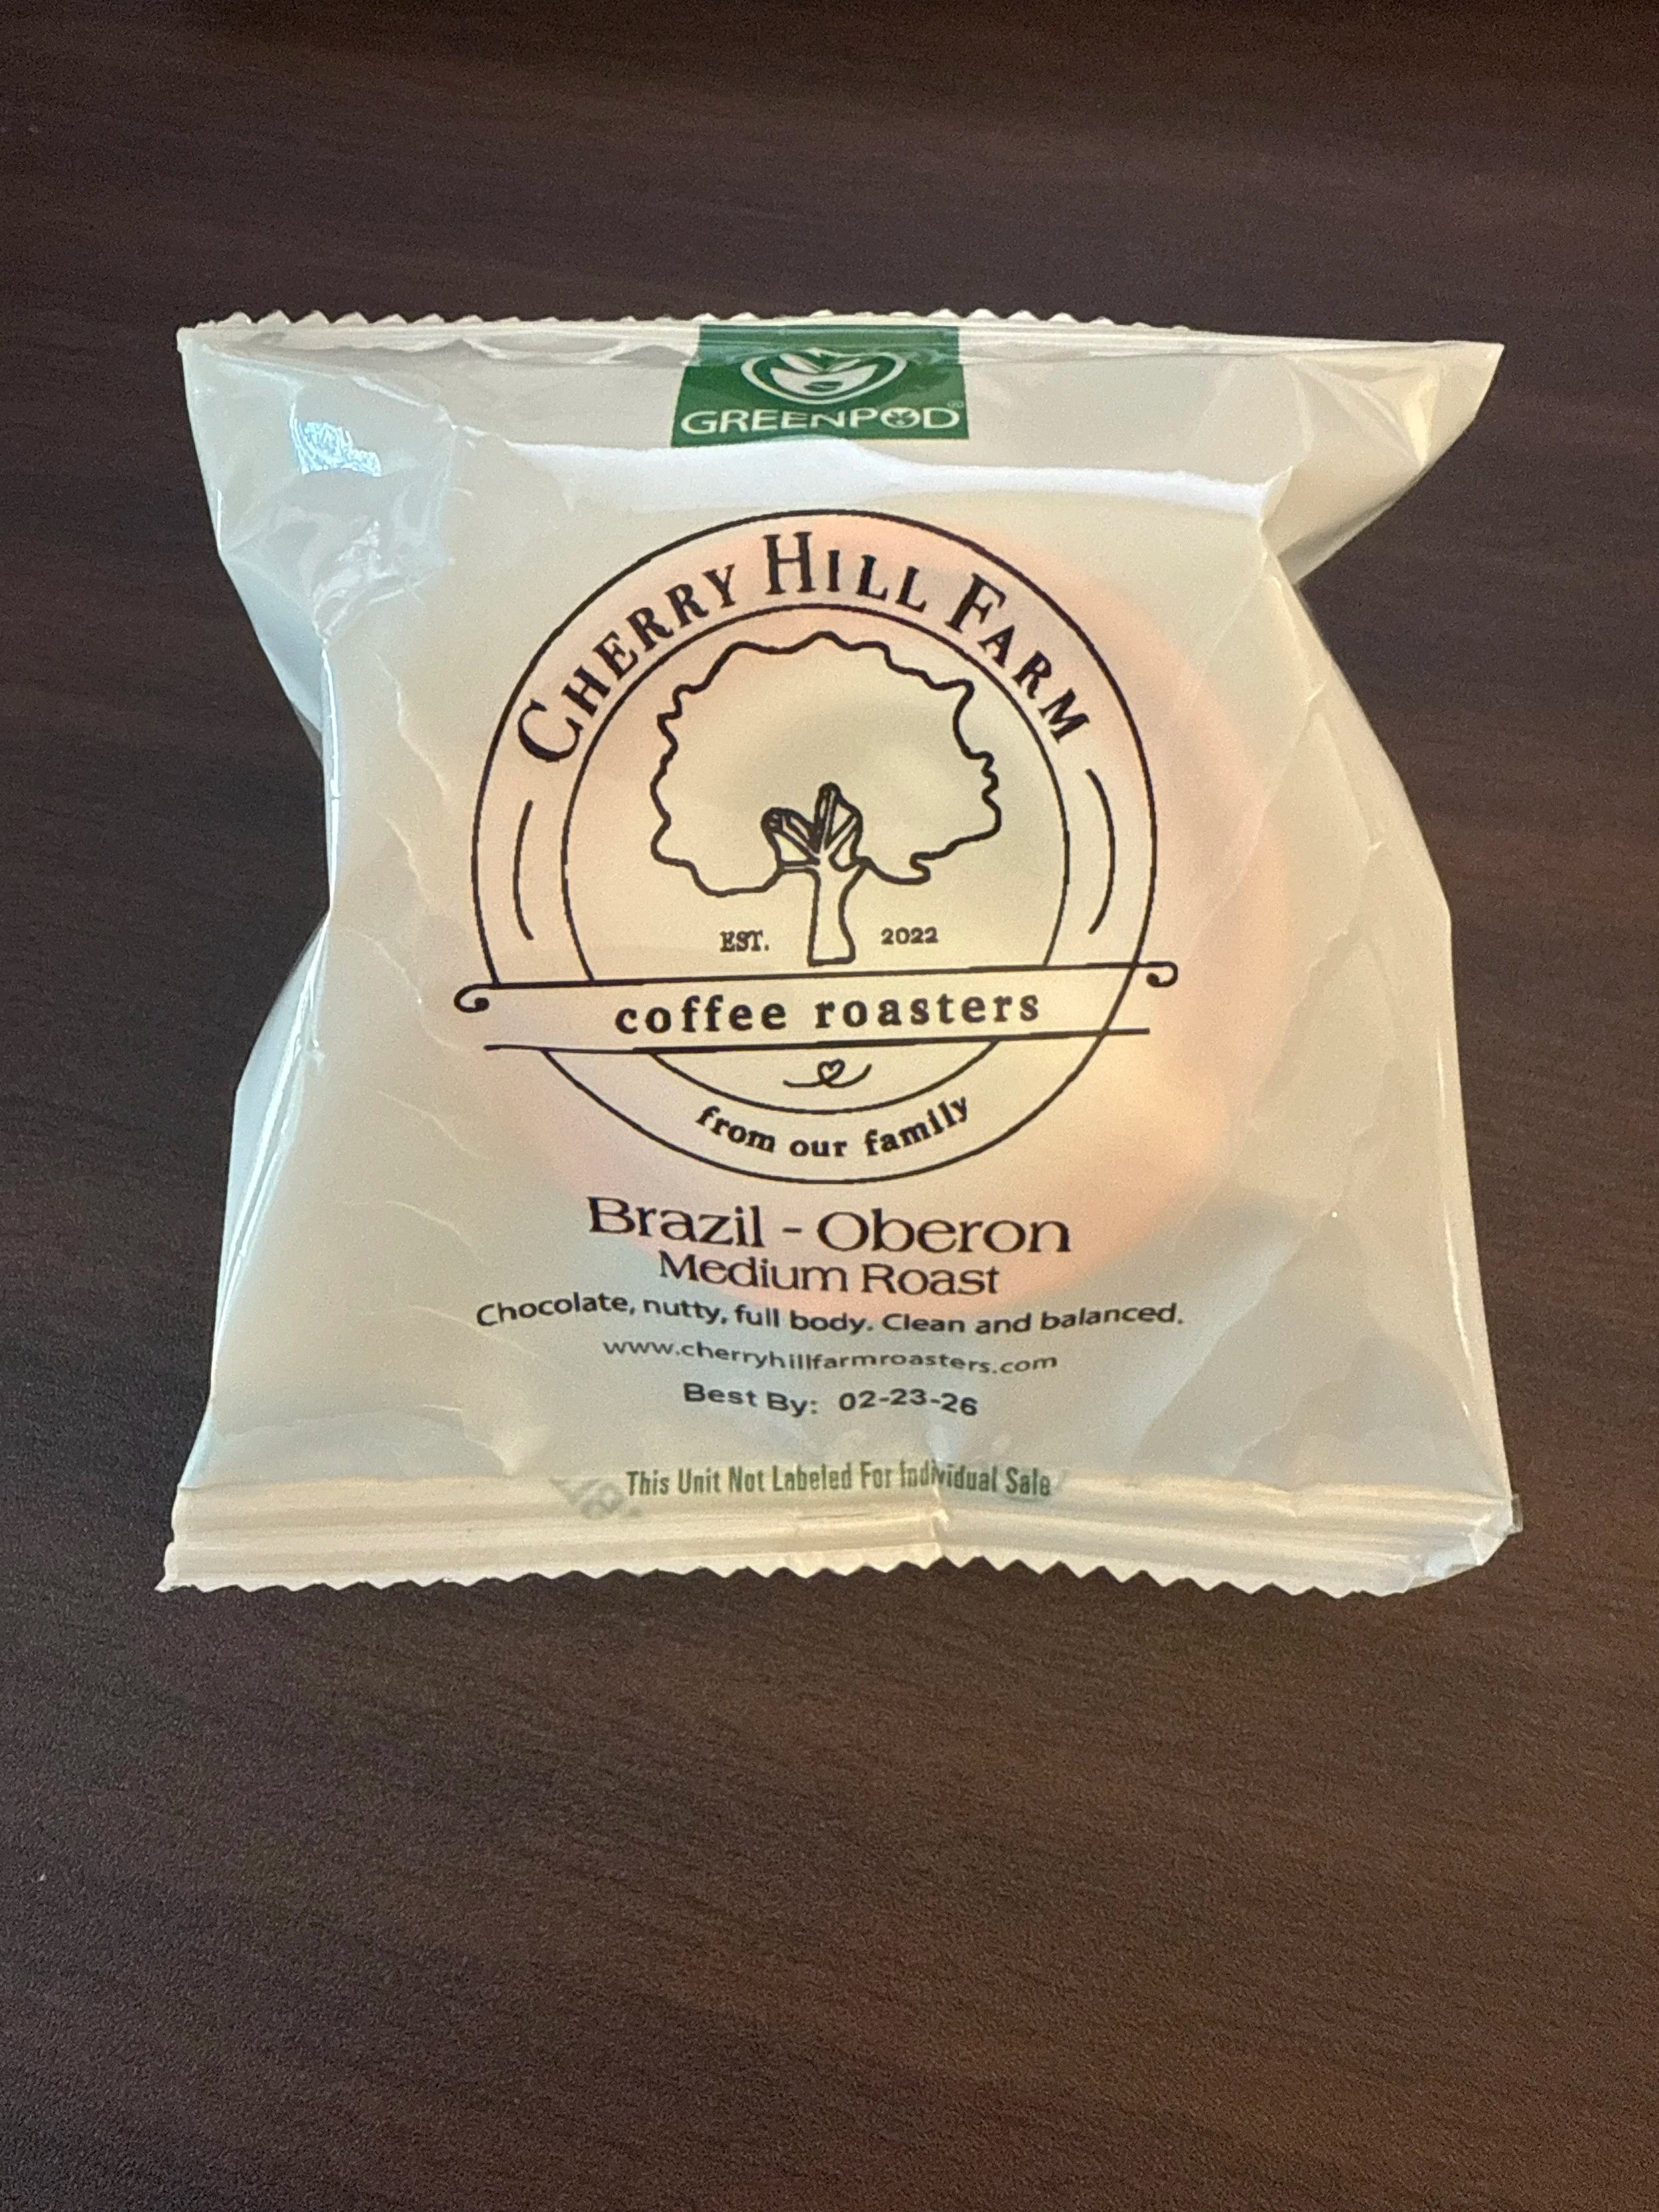 GREENPOD
CHERRY HILL FARM
EST. 2022
coffee roasters
from our family
Brazil - Oberon
Medium Roast
Chocolate, nutty, full body. Clean and balanced.
www.cherryhillfarmroasters.com
Best By: 02-23-26
This Unit Not Labeled For Individual Sale